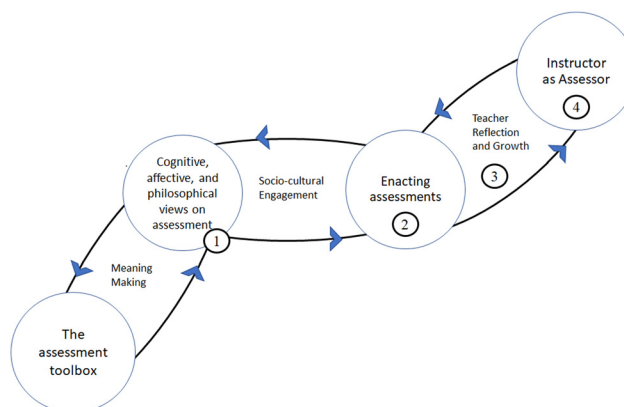 Instructor
as Assessor
4
Teacher
Reflection
and Growth
3
Cognitive,
affective, and
philosophical
views on
assessment
1
Socio-cultural
Engagement
Enacting
assessments
2
Meaning
Making
The
assessment
toolbox